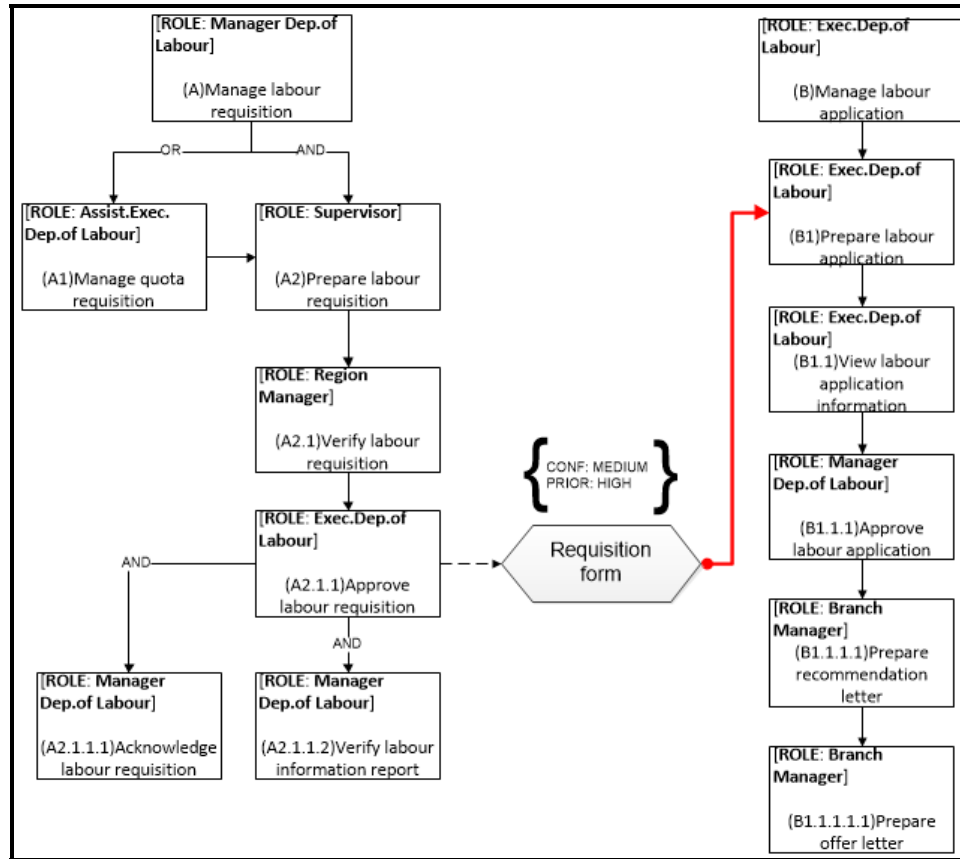 [ROLE: Manager Dep.of
Labour]
(A)Manage labour
requisition
OR
AND
[ROLE: Assist.Exec.
Dep.of Labour]
(A1)Manage quota
requisition
[ROLE: Supervisor]
(A2)Prepare labour
requisition
[ROLE: Region
Manager]
(A2.1)Verify labour
requisition
[ROLE: Exec.Dep.of
Labour]
(A2.1.1)Approve
labour requisition
AND
AND
[ROLE: Manager
Dep.of Labour]
(A2.1.1.1)Acknowledge
labour requisition
[ROLE: Manager
Dep.of Labour]
(A2.1.1.2)Verify labour
information report
CONF: MEDIUM
PRIOR: HIGH
Requisition
form
[ROLE: Exec.Dep.of
Labour]
(B)Manage labour
application
[ROLE: Exec.Dep.of
Labour]
(B1)Prepare labour
application
[ROLE: Exec.Dep.of
Labour]
(B1.1)View labour
application
information
[ROLE: Manager
Dep.of Labour]
(B1.1.1)Approve
labour application
[ROLE: Branch
Manager]
(B1.1.1.1)Prepare
recommendation
letter
[ROLE: Branch
Manager]
(B1.1.1.1.1)Prepare
offer letter